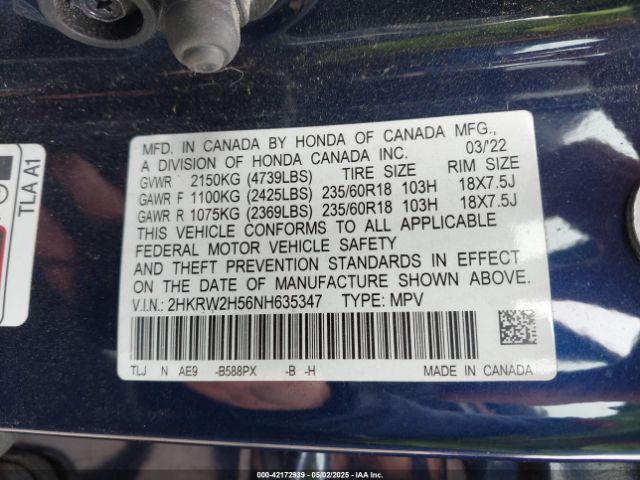 MFD. IN CANADA BY HONDA OF CANADA MFG.,
A DIVISION OF HONDA CANADA INC. 03/'22
GVWR 2150KG (4739LBS) TIRE SIZE RIM SIZE
GAWR F 1100KG (2425LBS) 235/60R18 103H 18X7.5J
GAWR R 1075KG (2369LBS) 235/60R18 103H 18X7.5J
THIS VEHICLE CONFORMS TO ALL APPLICABLE
FEDERAL MOTOR VEHICLE SAFETY
AND THEFT PREVENTION STANDARDS IN EFFECT
ON THE DATE OF MANUFACTURE SHOWN ABOVE.
V.I.N.: 2HKRW2H56NH635347 TYPE: MPV
TLJ N AE9 -B588PX -B -H MADE IN CANADA
TLA A1
000-42172939 - 05/02/2025 - IAA Inc.